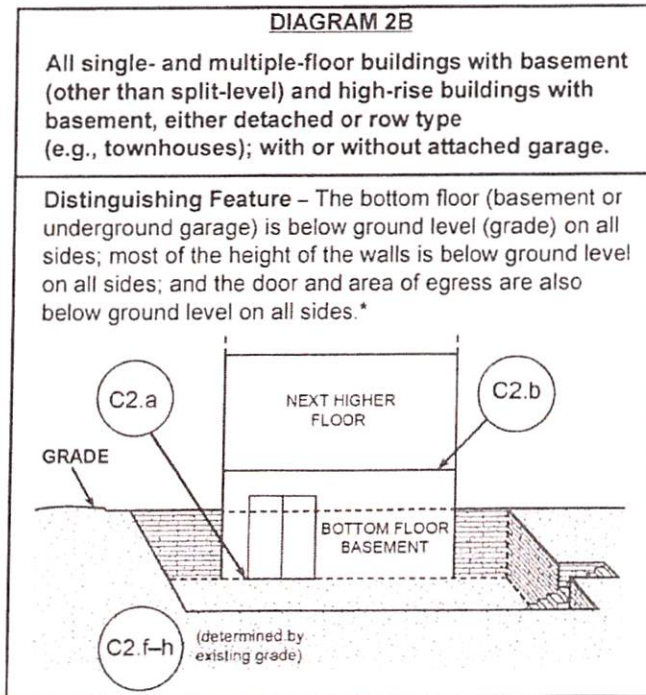 DIAGRAM 2B
All single- and multiple-floor buildings with basement
(other than split-level) and high-rise buildings with
basement, either detached or row type
(e.g., townhouses); with or without attached garage.
Distinguishing Feature – The bottom floor (basement or
underground garage) is below ground level (grade) on all
sides; most of the height of the walls is below ground level
on all sides; and the door and area of egress are also
below ground level on all sides.*
C2.a
NEXT HIGHER
FLOOR
C2.b
GRADE
BOTTOM FLOOR
BASEMENT
C2.f–h
(determined by
existing grade)